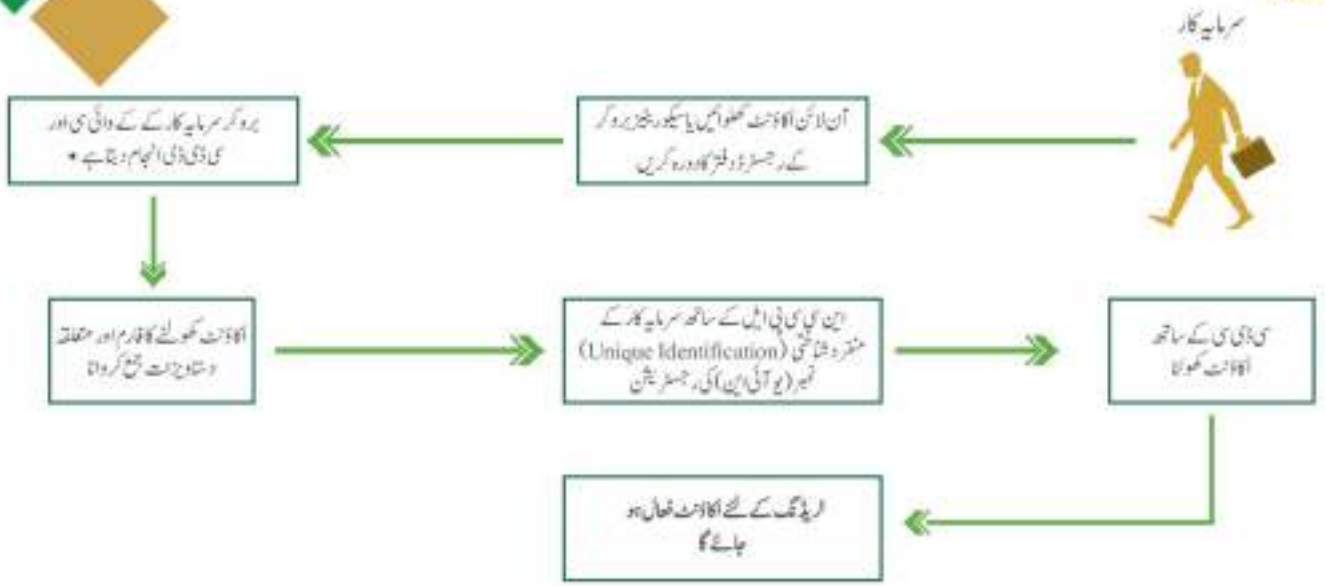 سرمایہ کار
آن لائن اکاؤنٹ کھلوائیں یا سیکوریٹیز بروکر
کے رجسٹرڈ دفتر کا دورہ کریں
بروکر سرمایہ کار کے کے وائی سی اور
سی ڈی ڈی انجام دیتا ہے *
اکاؤنٹ کھولنے کا فارم اور متعلقہ
دستاویزات جمع کروانا
این سی سی پی ایل کے ساتھ سرمایہ کار کے
منفرد شناختی (Unique Identification)
نمبر (یو آئی این) کی رجسٹریشن
سی ڈی سی کے ساتھ
اکاؤنٹ کھولنا
ٹریڈنگ کے لئے اکاؤنٹ فعال ہو
جائے گا